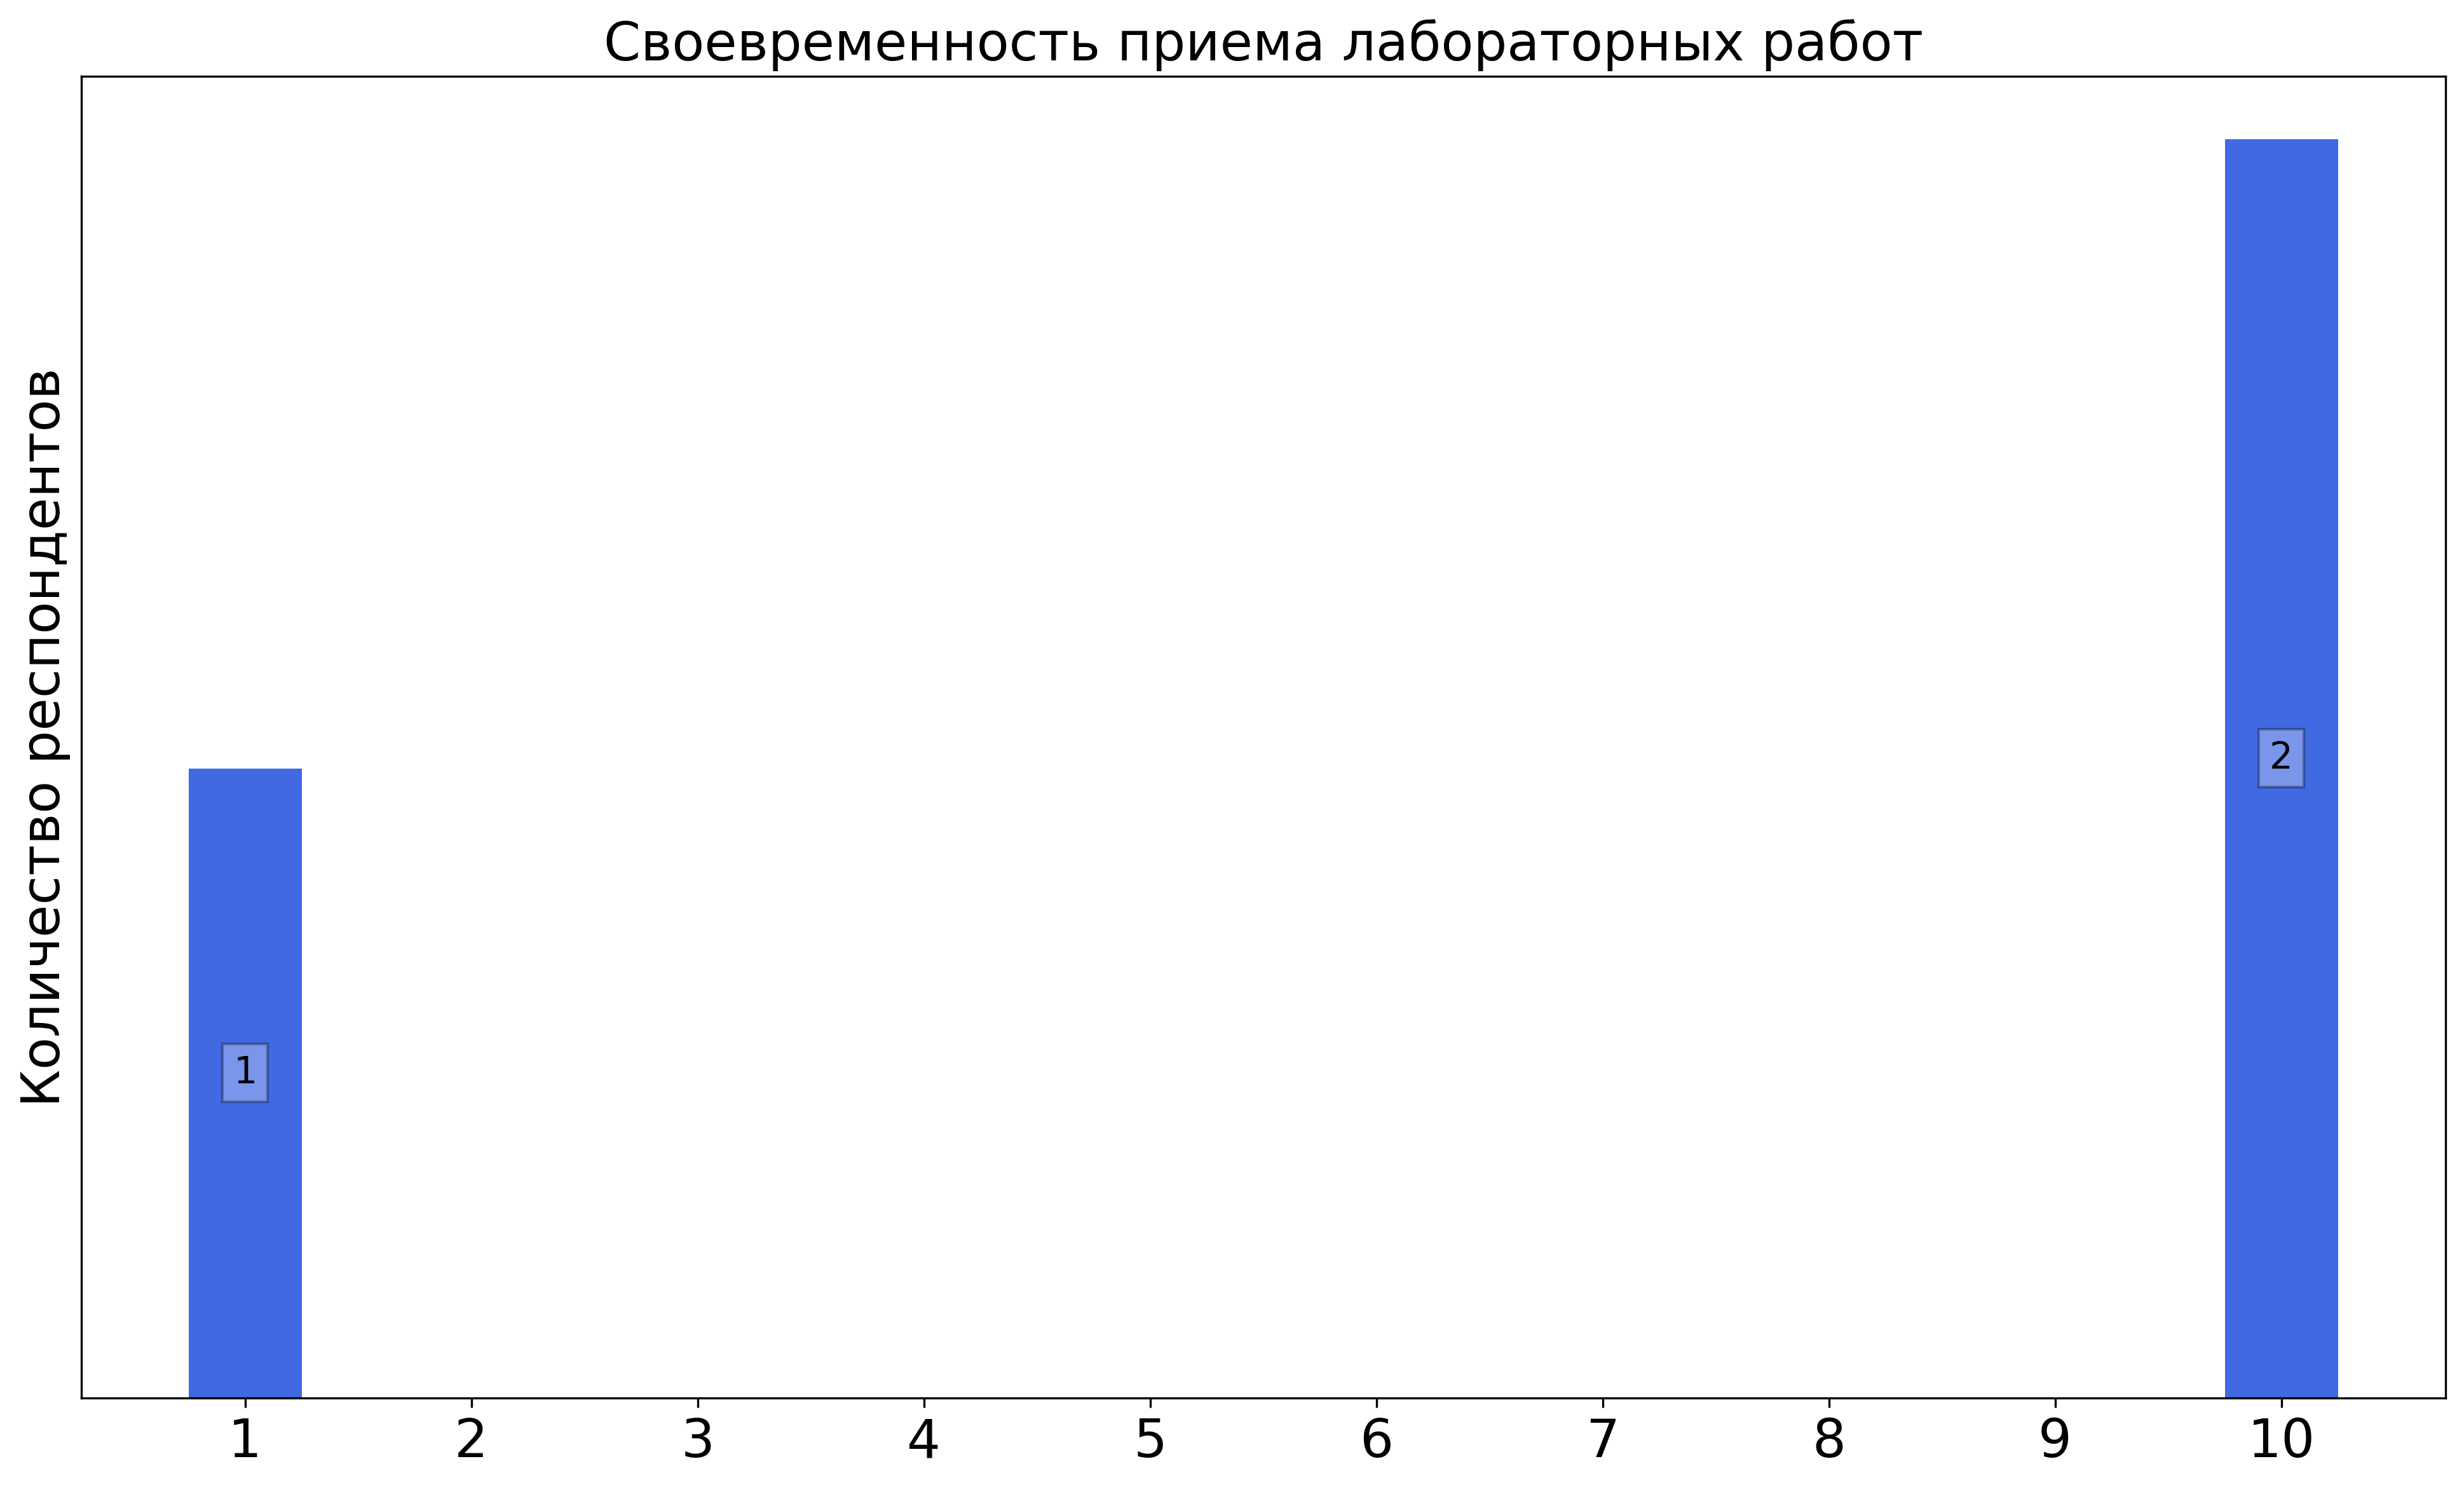 Своевременность приема лабораторных работ
Количество респондентов
1
2
1 2 3 4 5 6 7 8 9 10